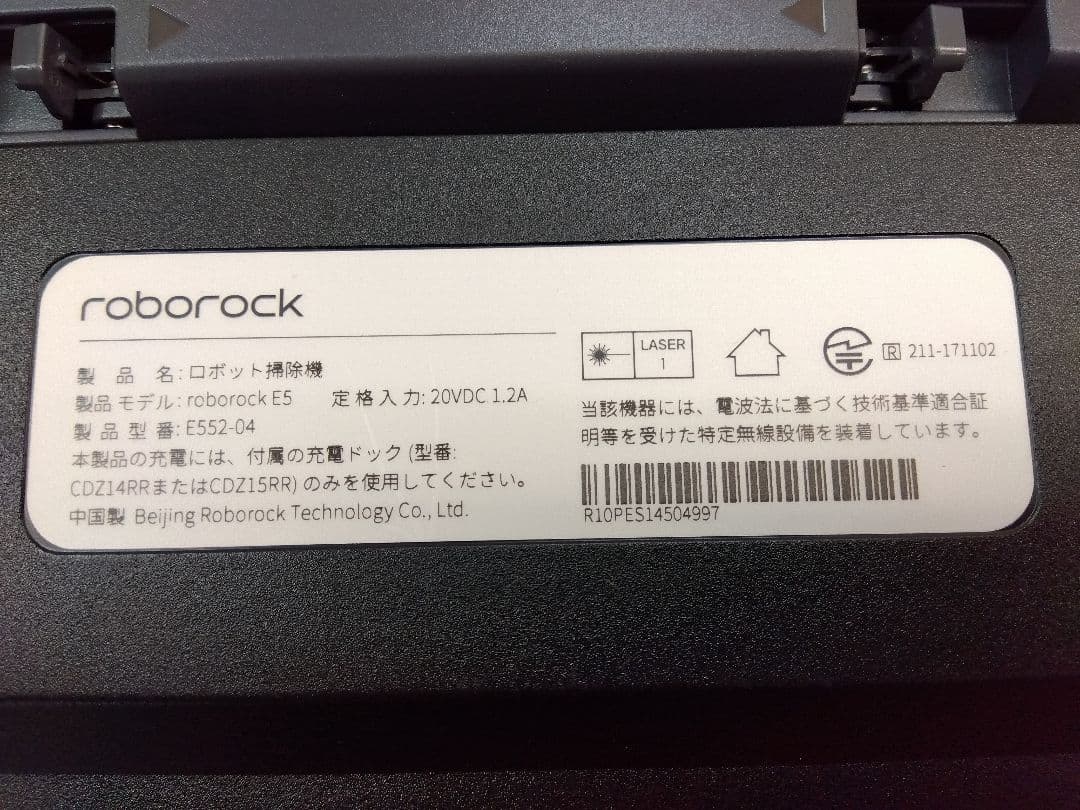 roborock
製品名: ロボット掃除機
製品モデル: roborock E5 定格入力: 20VDC 1.2A
製品型番: E552-04
本製品の充電には、付属の充電ドック (型番:
CDZ14RRまたはCDZ15RR) のみを使用してください。
中国製 Beijing Roborock Technology Co., Ltd.
LASER
1
R 211-171102
当該機器には、電波法に基づく技術基準適合証
明等を受けた特定無線設備を装着しています。
R10PES14504997